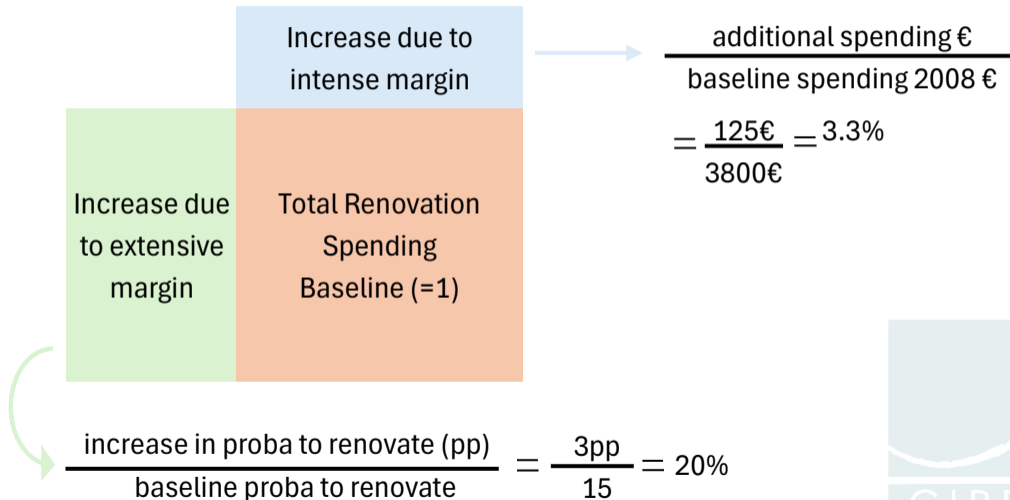 Increase due to
intense margin
additional spending €
baseline spending 2008 €
= 125€ = 3.3%
3800€
Increase due
to extensive
margin
Total Renovation
Spending
Baseline (=1)
increase in proba to renovate (pp)
baseline proba to renovate
= 3pp = 20%
15